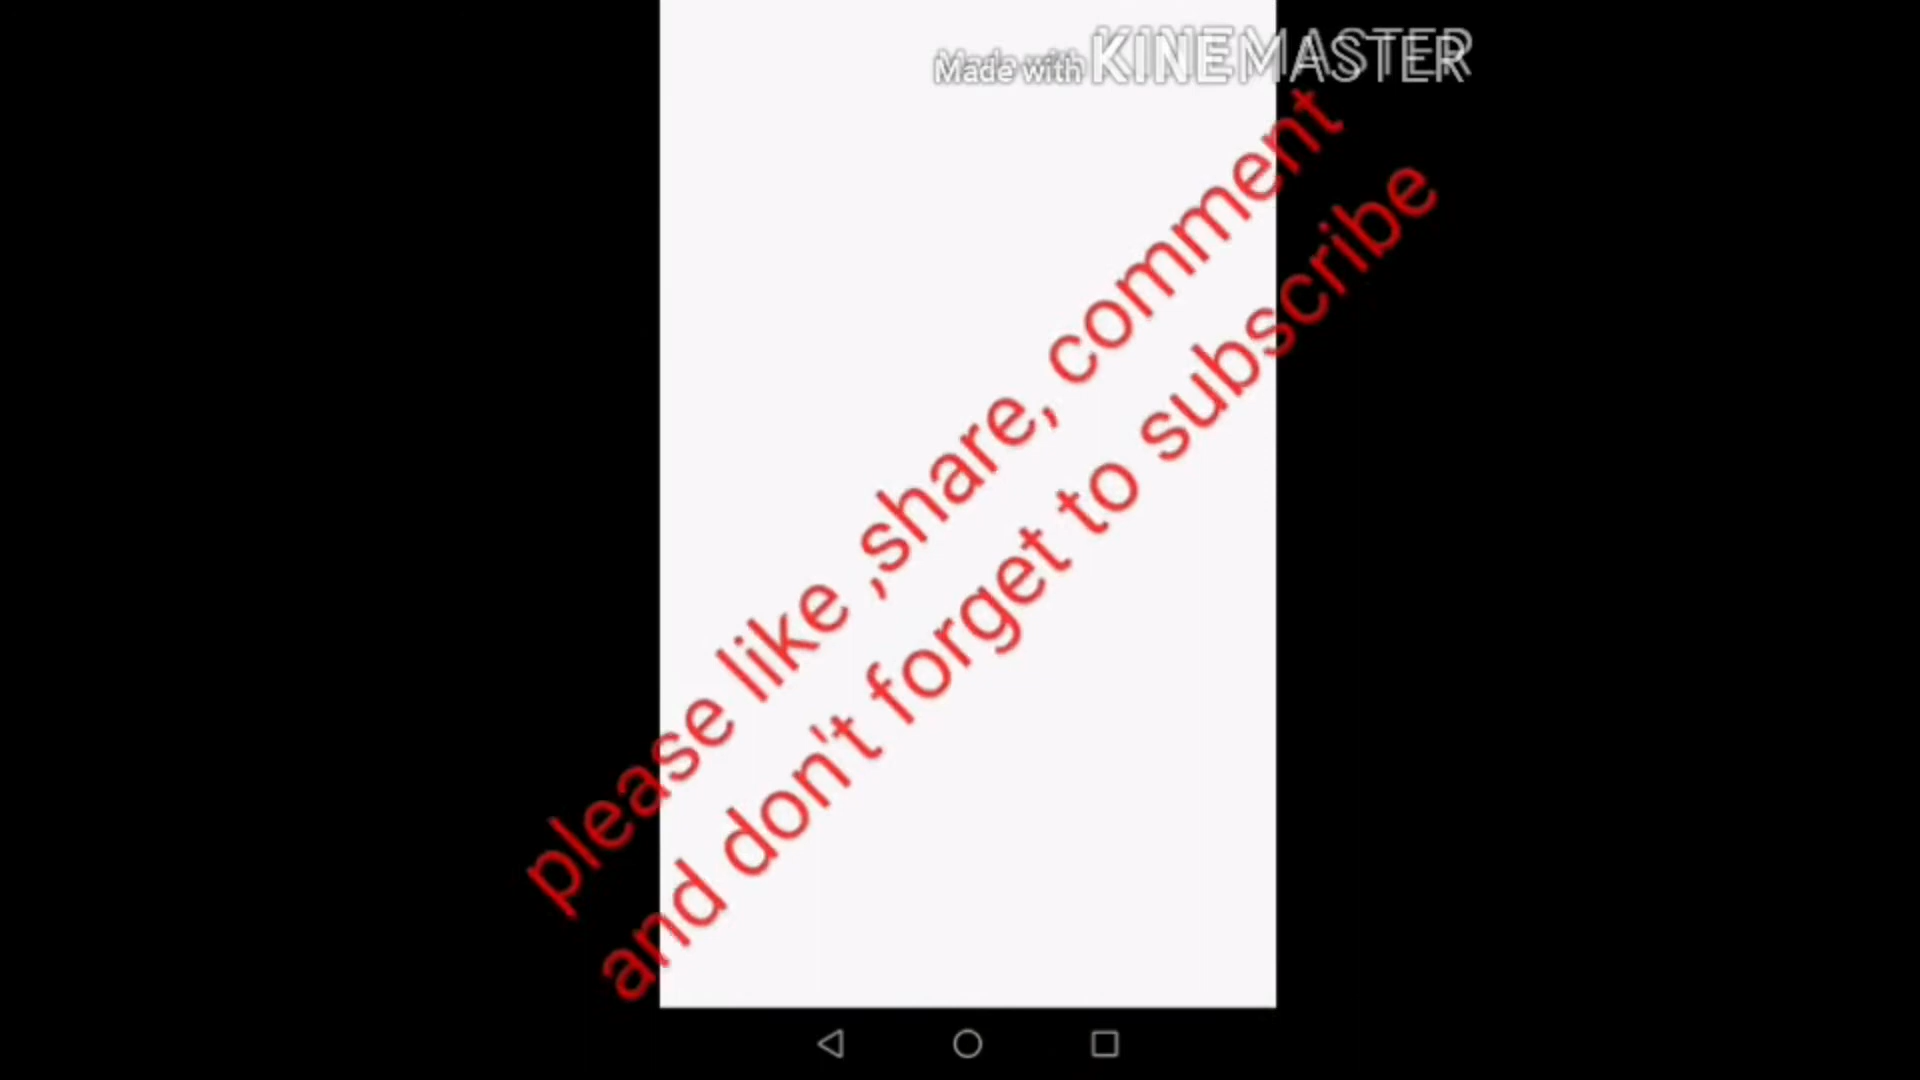 Made with KINEMASTER
please like ,share, comment
and don't forget to subscribe